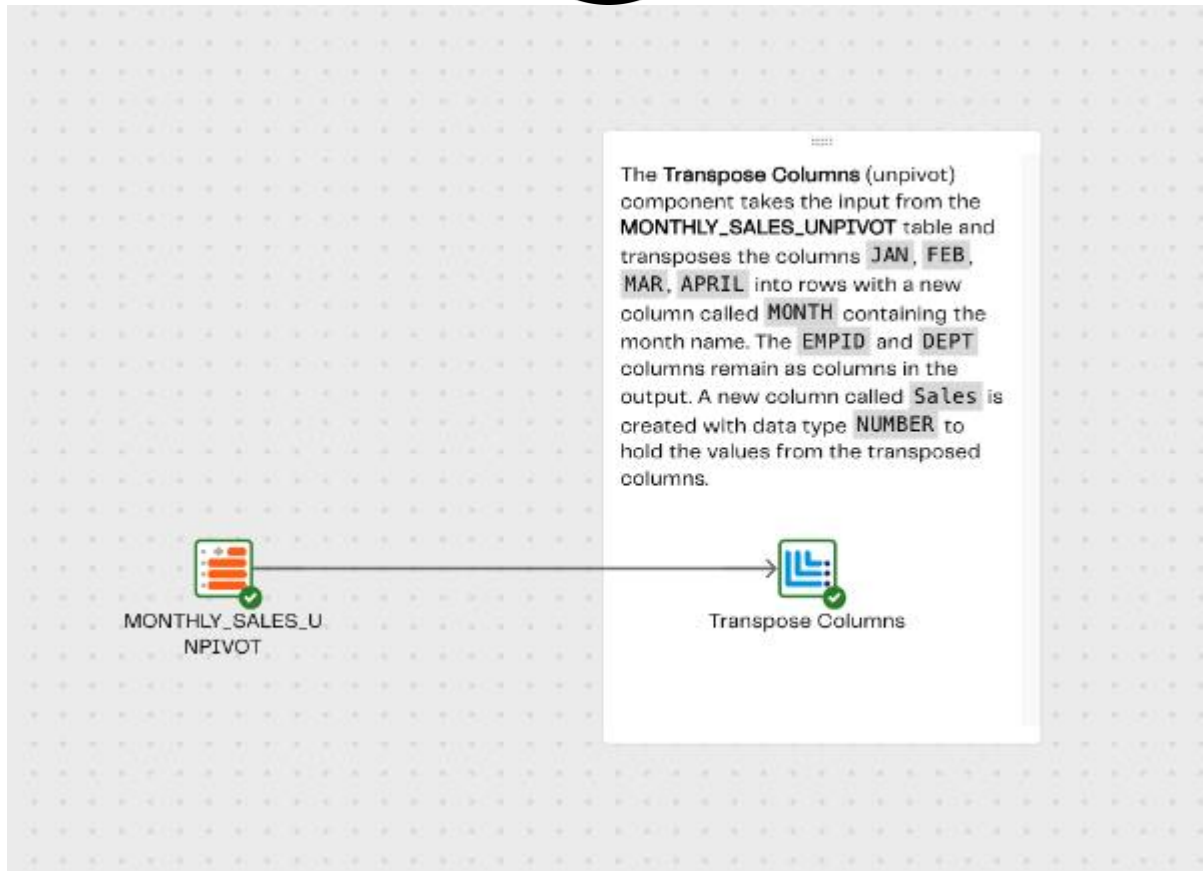 The Transpose Columns (unpivot)
component takes the input from the
MONTHLY_SALES_UNPIVOT table and
transposes the columns JAN, FEB,
MAR, APRIL into rows with a new
column called MONTH containing the
month name. The EMPID and DEPT
columns remain as columns in the
output. A new column called Sales is
created with data type NUMBER to
hold the values from the transposed
columns.
MONTHLY_SALES_U
NPIVOT
Transpose Columns